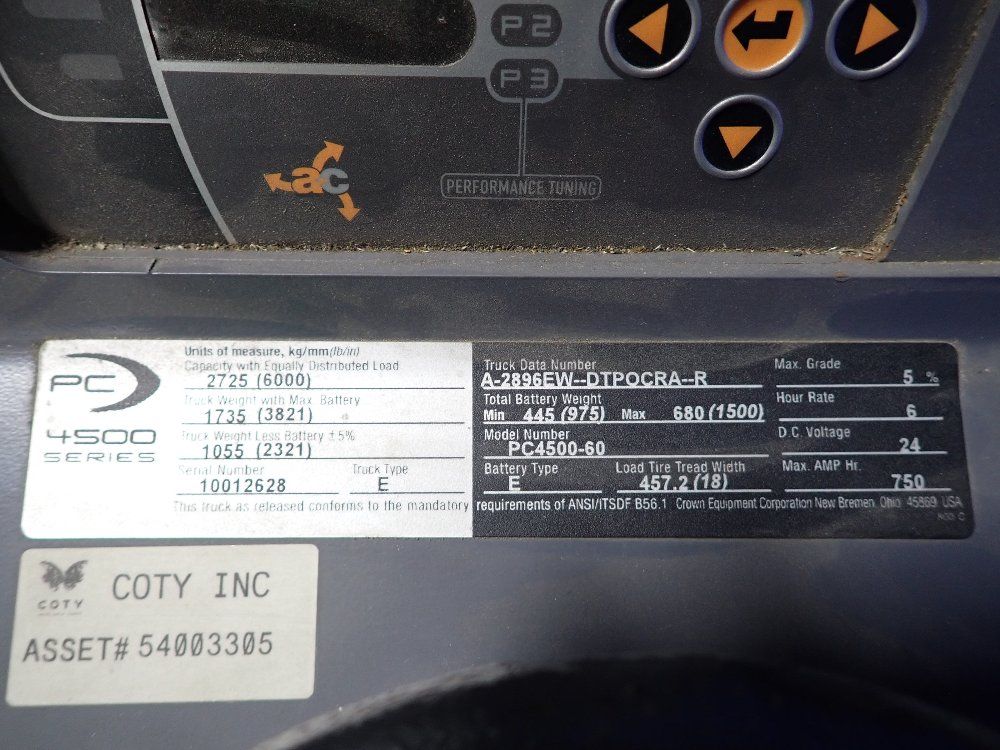 P2
P3
ac
PERFORMANCE TUNING
PC
4500
SERIES
Units of measure, kg/mm(lb/in)
Capacity with Equally Distributed Load
2725 (6000)
Truck Weight with Max. Battery
1735 (3821)
Truck Weight Less Battery ±5%
1055 (2321)
Serial Number
10012628
Truck Type
E
Truck Data Number
A-2896EW--DTPOCRA--R
Total Battery Weight
Min 445 (975) Max 680 (1500)
Model Number
PC4500-60
Battery Type
E
Load Tire Tread Width
457.2 (18)
Max. Grade
5 %
Hour Rate
6
D.C. Voltage
24
Max. AMP Hr.
750
This truck as released conforms to the mandatory requirements of ANSI/ITSDF B56.1 Crown Equipment Corporation New Bremen, Ohio 45869 USA
COTY
COTY INC
ASSET# 54003305